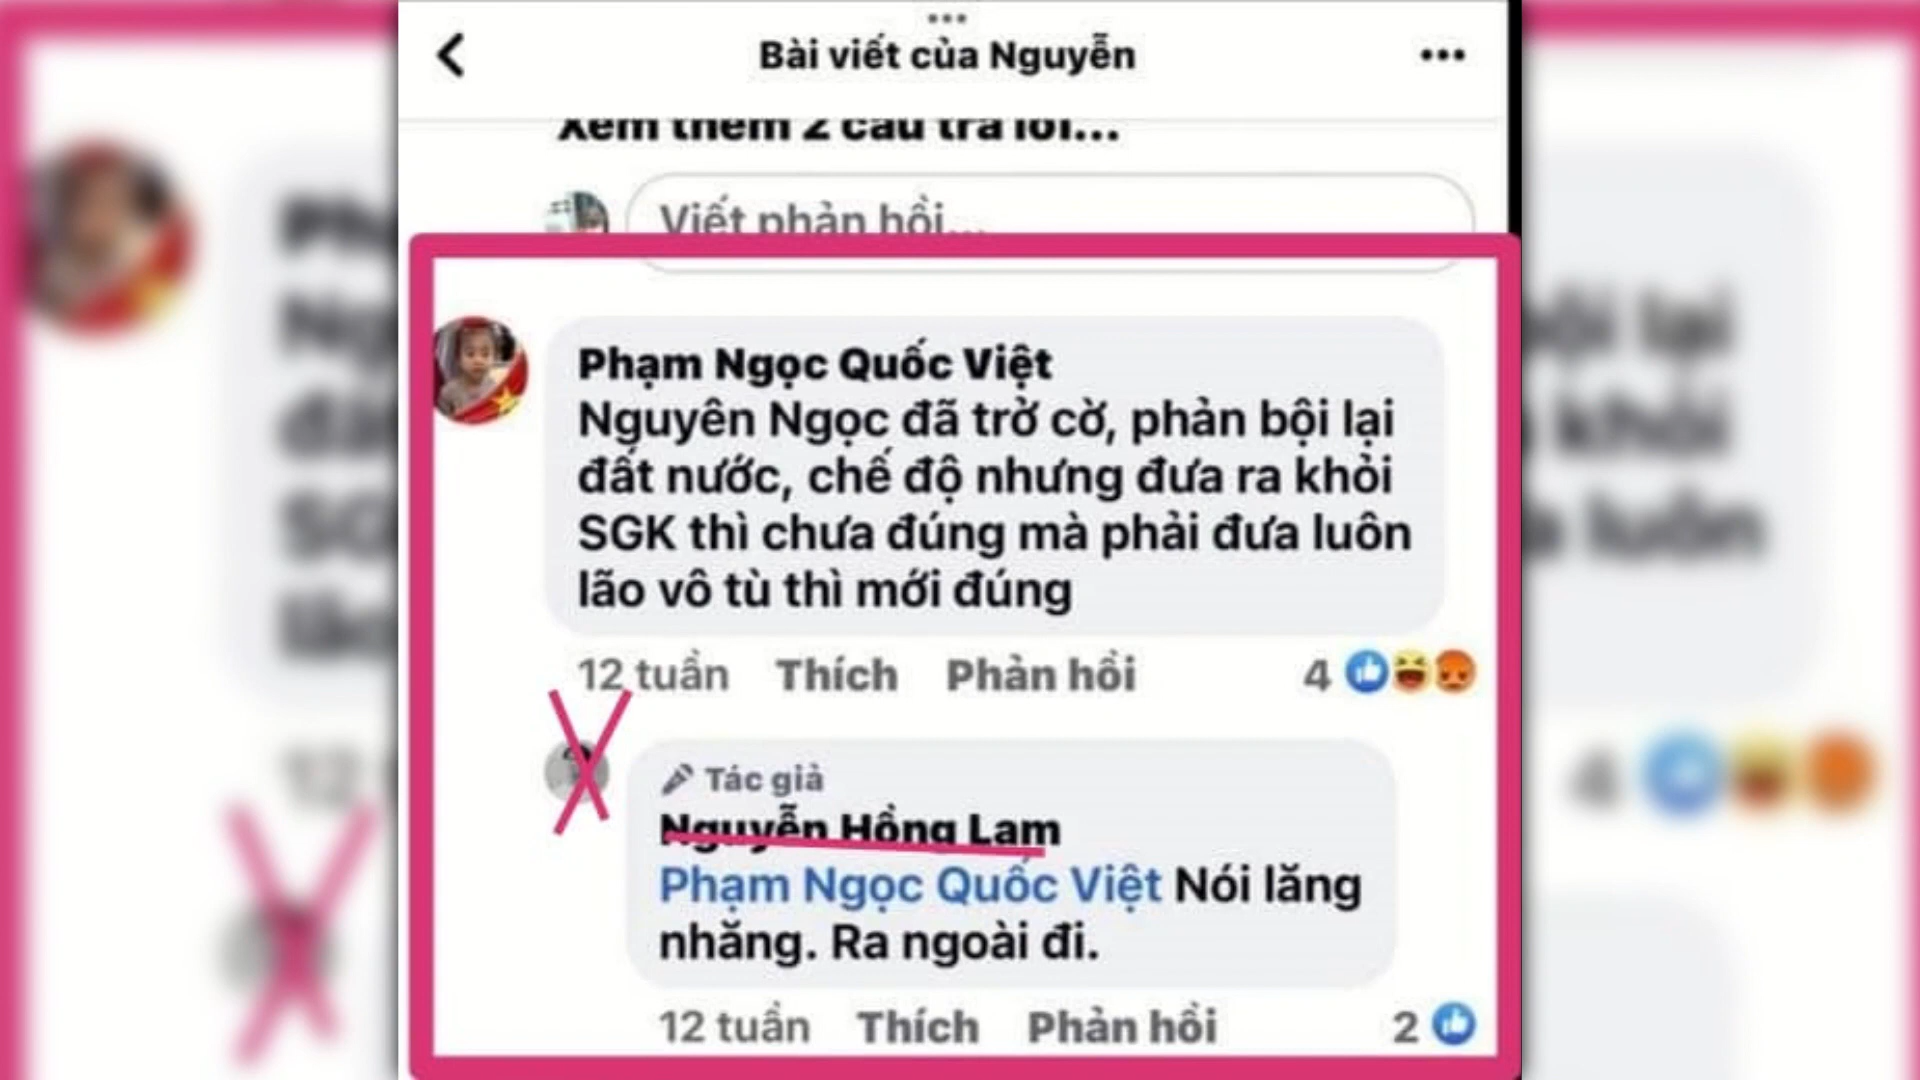 Bài viết của Nguyễn
Xem thêm 2 câu trả lời...
Viết phản hồi...
Phạm Ngọc Quốc Việt
Nguyên Ngọc đã trở cờ, phản bội lại
đất nước, chế độ nhưng đưa ra khỏi
SGK thì chưa đúng mà phải đưa luôn
lão vô tù thì mới đúng
12 tuần Thích Phản hồi 4
Tác giả
Nguyễn Hồng Lam
Phạm Ngọc Quốc Việt Nói lăng
nhăng. Ra ngoài đi.
12 tuần Thích Phản hồi 2